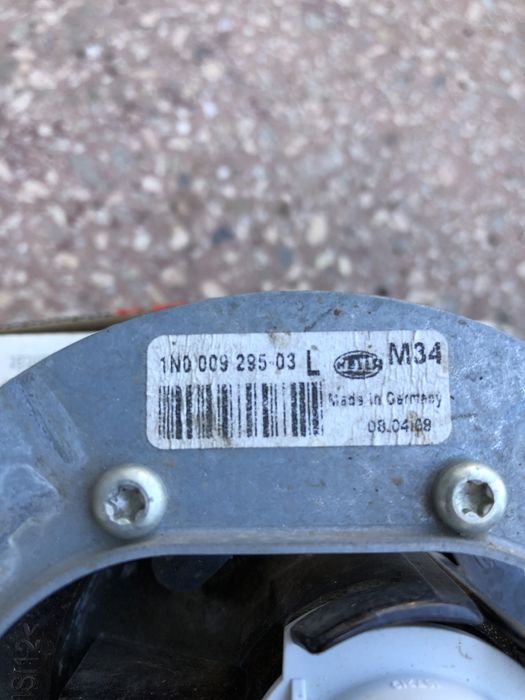 1N0 009 295-03 L HELLA M34
Made in Germany
08.04.09